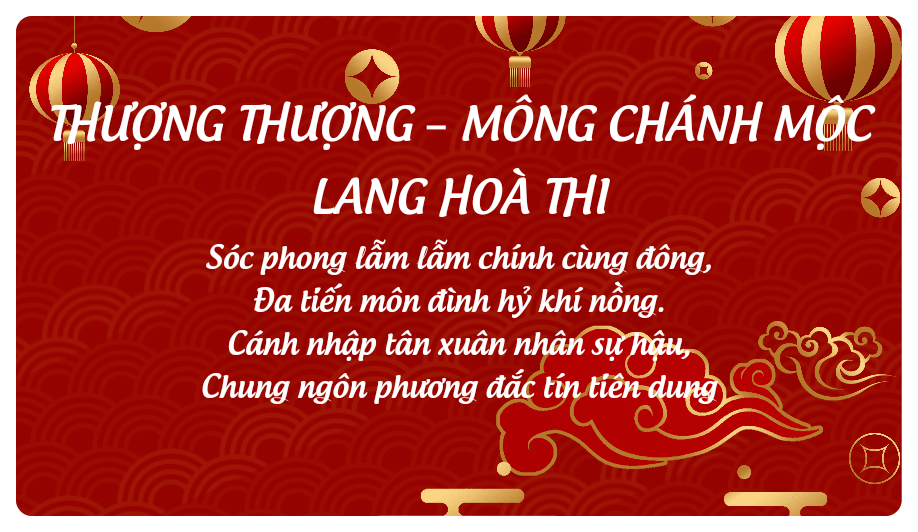 THƯỢNG THƯỢNG – MÔNG CHÁNH MỘC
LANG HOÀ THI
Sóc phong lẫm lẫm chính cùng đông,
Đa tiến môn đình hỷ khí nồng.
Cánh nhập tân xuân nhân sự hậu,
Chung ngôn phương đắc tín tiên dung